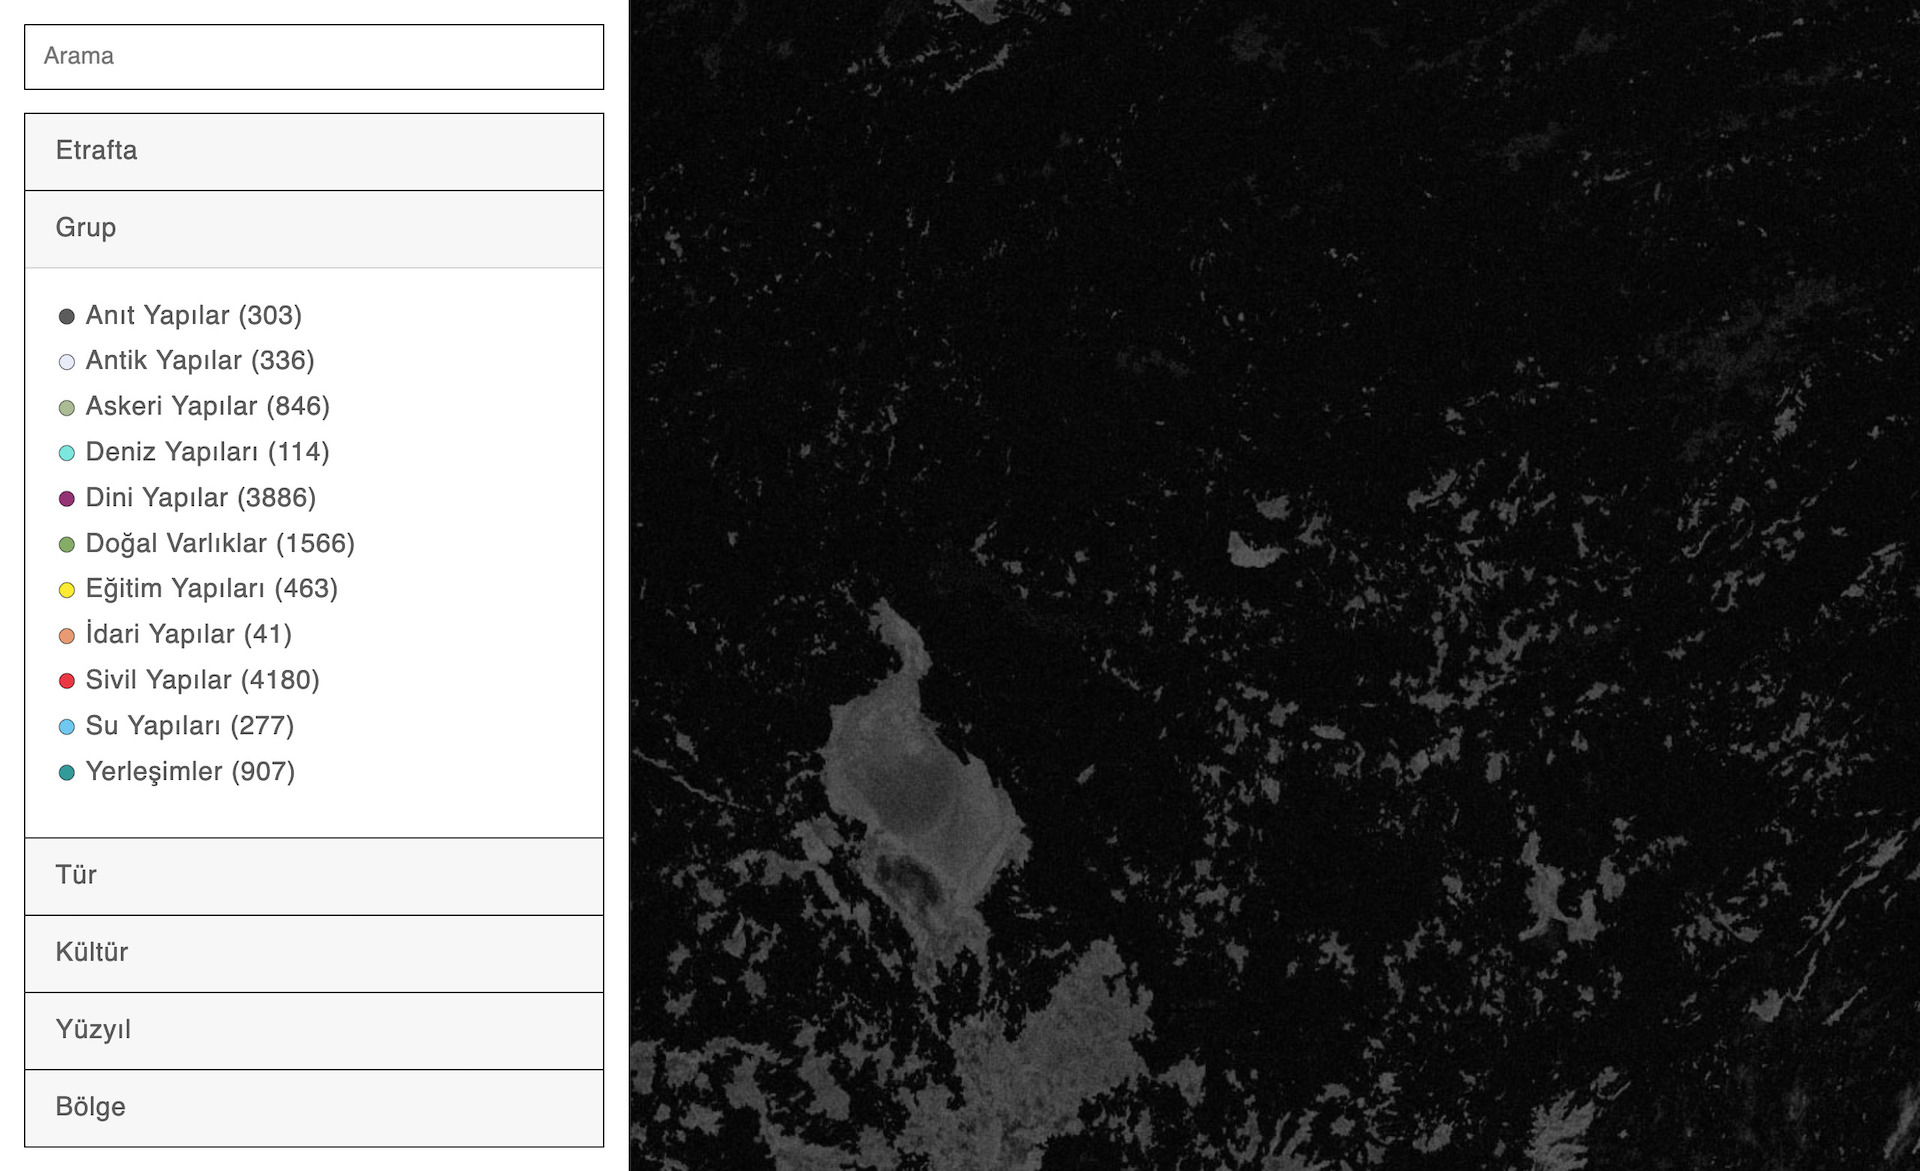 Arama
Etrafta
Grup
Anıt Yapılar (303)
Antik Yapılar (336)
Askeri Yapılar (846)
Deniz Yapıları (114)
Dini Yapılar (3886)
Doğal Varlıklar (1566)
Eğitim Yapıları (463)
İdari Yapılar (41)
Sivil Yapılar (4180)
Su Yapıları (277)
Yerleşimler (907)
Tür
Kültür
Yüzyıl
Bölge